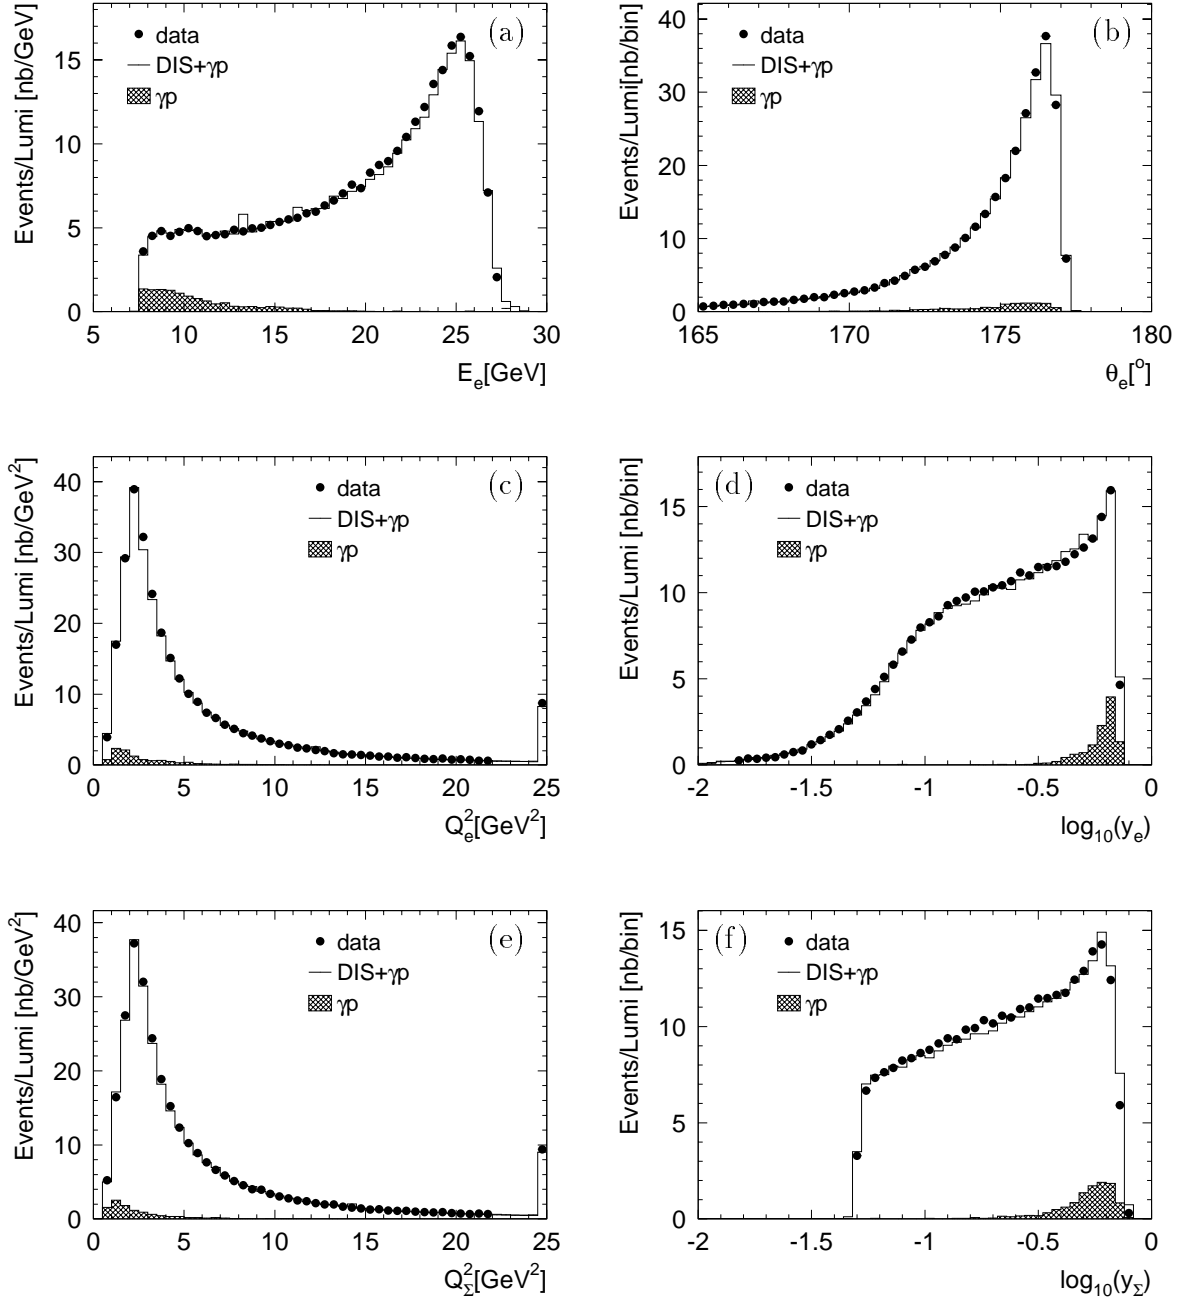 Events/Lumi [nb/GeV]
(a)
data
DIS+γp
γp
15
10
5
0
5 10 15 20 25 30
E_e[GeV]
Events/Lumi[nb/bin]
(b)
data
DIS+γp
γp
40
30
20
10
0
165 170 175 180
θ_e[°]
Events/Lumi [nb/GeV²]
(c)
data
DIS+γp
γp
40
30
20
10
0
0 5 10 15 20 25
Q²_e[GeV²]
Events/Lumi [nb/bin]
(d)
data
DIS+γp
γp
15
10
5
0
-2 -1.5 -1 -0.5 0
log₁₀(y_e)
Events/Lumi [nb/GeV²]
(e)
data
DIS+γp
γp
40
30
20
10
0
0 5 10 15 20 25
Q²_Σ[GeV²]
Events/Lumi [nb/bin]
(f)
data
DIS+γp
γp
15
10
5
0
-2 -1.5 -1 -0.5 0
log₁₀(y_Σ)